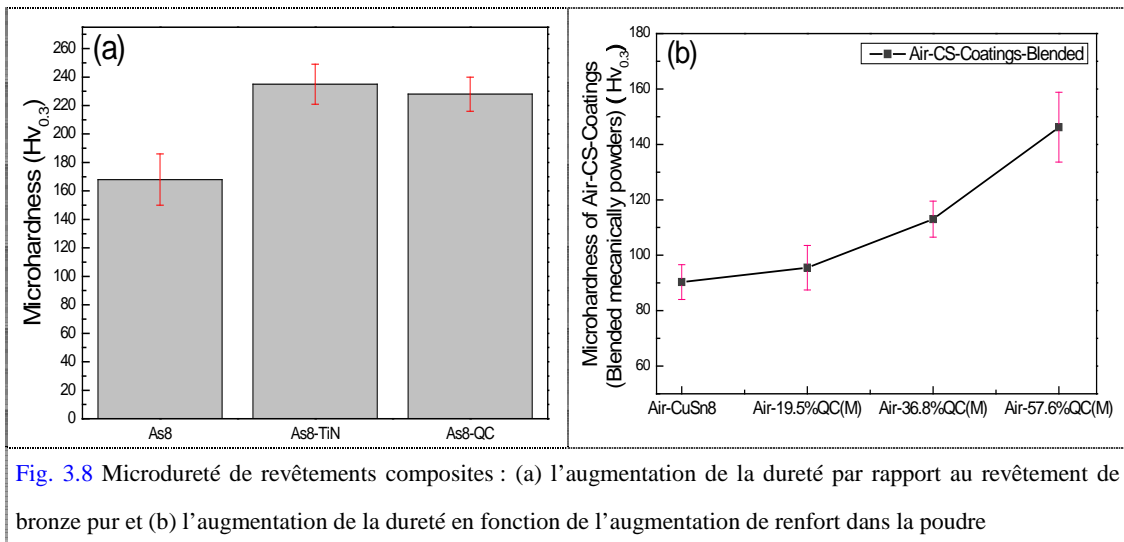 (a)
Microhardness (Hv0.3)
260
240
220
200
180
160
140
120
100
80
60
40
20
0
As8
As8-TiN
As8-QC
(b)
Air-CS-Coatings-Blended
Microhardness of Air-CS-Coatings
(Blended mecanically powders) ( Hv0.3)
180
160
140
120
100
80
60
Air-CuSn8
Air-19.5%QC(M)
Air-36.8%QC(M)
Air-57.6%QC(M)
Fig. 3.8 Microdureté de revêtements composites : (a) l’augmentation de la dureté par rapport au revêtement de
bronze pur et (b) l’augmentation de la dureté en fonction de l’augmentation de renfort dans la poudre